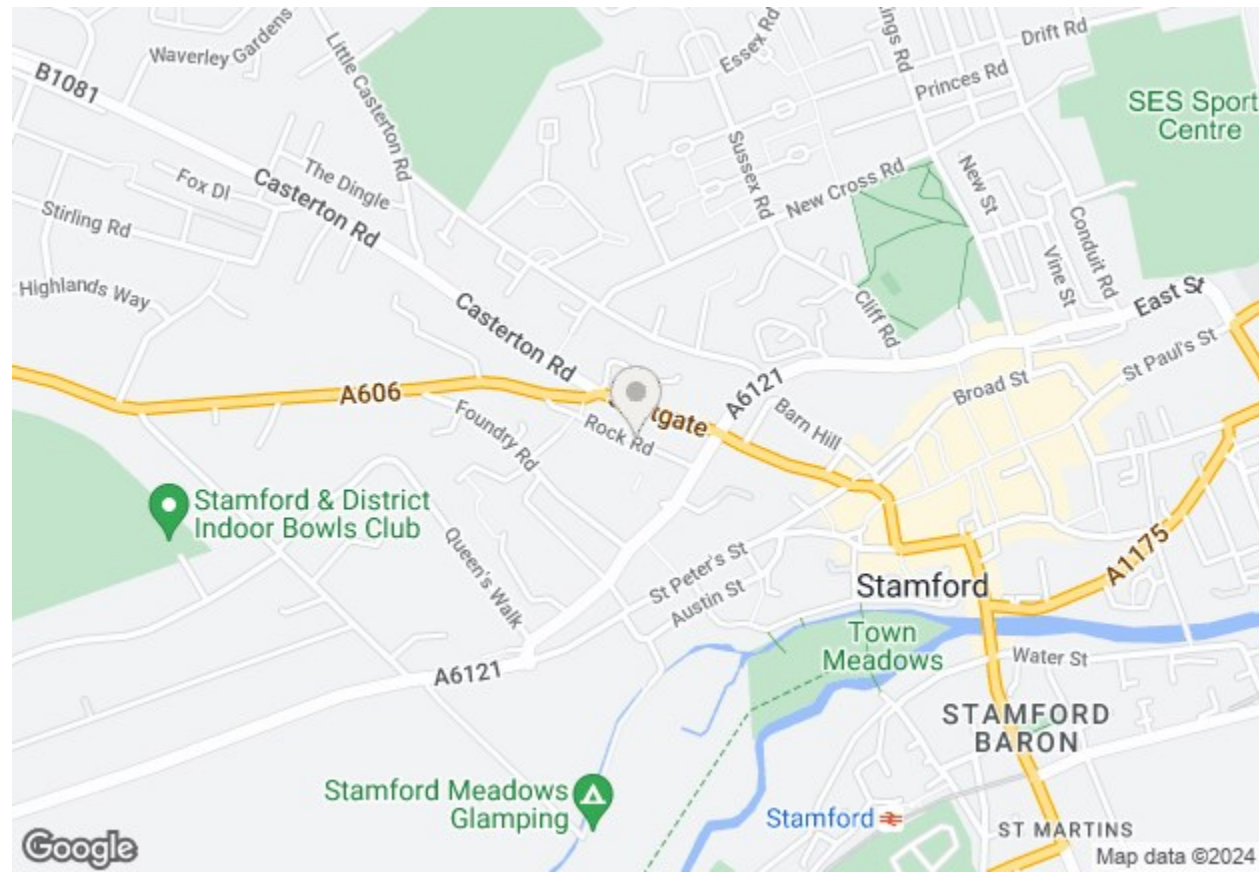 Waverley Gardens
B1081
Little Casterton Rd
Essex Rd
Drift Rd
Princes Rd
SES Sport
Centre
The Dingle
Fox Dl
Casterton Rd
Stirling Rd
Sussex Rd
New Cross Rd
New St
Conduit Rd
Vine St
Highlands Way
Casterton Rd
Cliff Rd
East St
St Paul's St
A606
A6121
Broad St
Barn Hill
Foundry Rd
Rock Rd
Stamford & District
Indoor Bowls Club
Queen's Walk
St Peter's St
Austin St
A1175
Stamford
Town
Meadows
Water St
A6121
STAMFORD
BARON
Stamford Meadows
Glamping
Stamford
ST MARTINS
Google
Map data ©2024